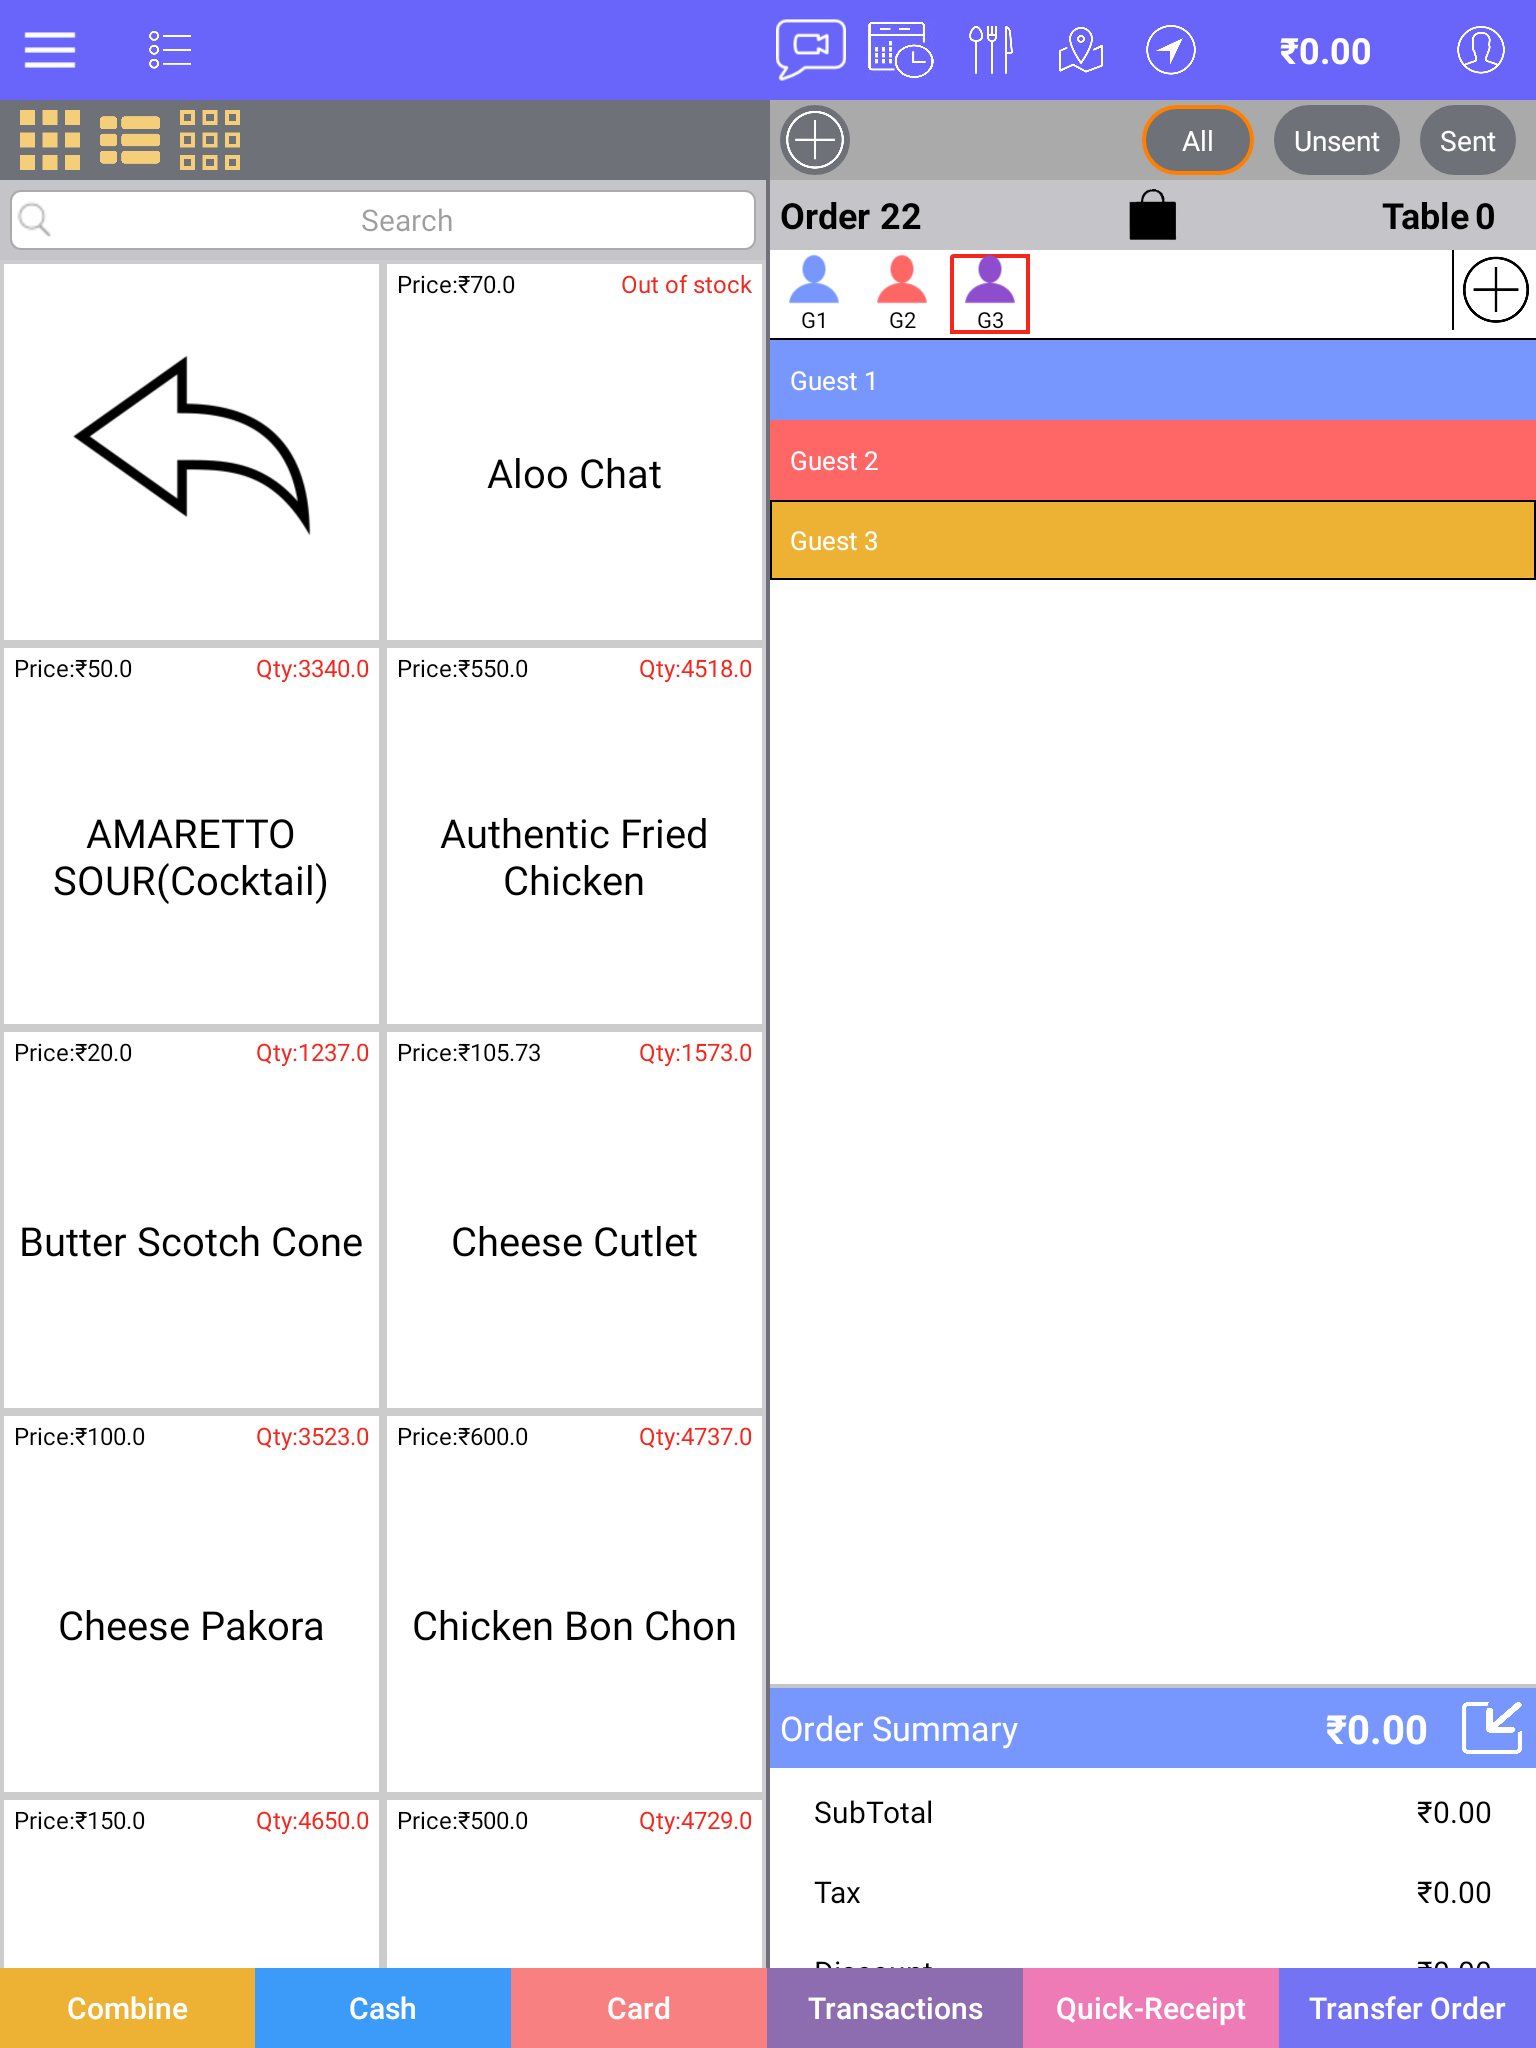 ₹0.00
All
Unsent
Sent
Search
Order 22
Table 0
G1
G2
G3
Guest 1
Guest 2
Guest 3
Price:₹70.0
Out of stock
Aloo Chat
Price:₹50.0
Qty:3340.0
AMARETTO
SOUR(Cocktail)
Price:₹550.0
Qty:4518.0
Authentic Fried
Chicken
Price:₹20.0
Qty:1237.0
Butter Scotch Cone
Price:₹105.73
Qty:1573.0
Cheese Cutlet
Price:₹100.0
Qty:3523.0
Cheese Pakora
Price:₹600.0
Qty:4737.0
Chicken Bon Chon
Price:₹150.0
Qty:4650.0
Price:₹500.0
Qty:4729.0
Order Summary
₹0.00
SubTotal
₹0.00
Tax
₹0.00
Discount
₹0.00
Combine
Cash
Card
Transactions
Quick-Receipt
Transfer Order